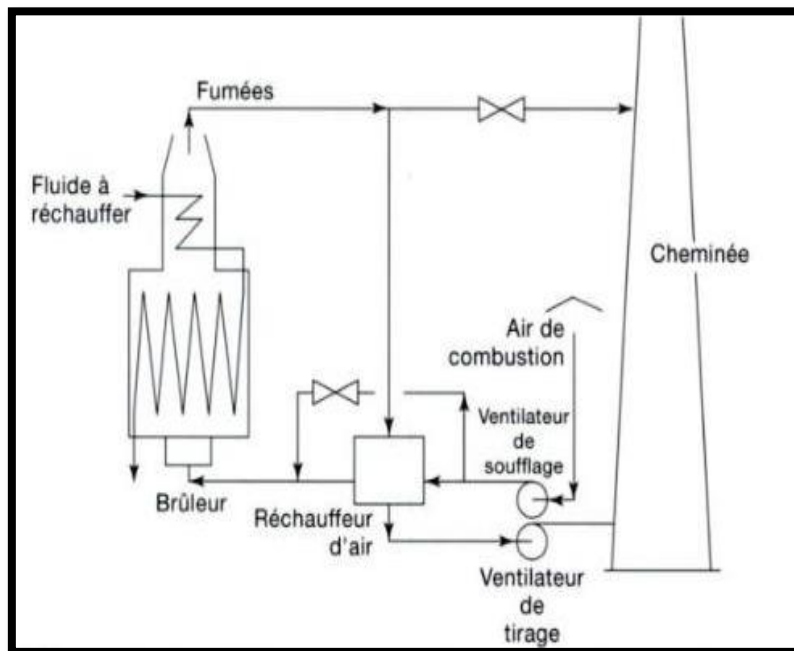 Fumées
Fluide à
réchauffer
Cheminée
Air de
combustion
Ventilateur
de
soufflage
Brûleur
Réchauffeur
d'air
Ventilateur
de
tirage